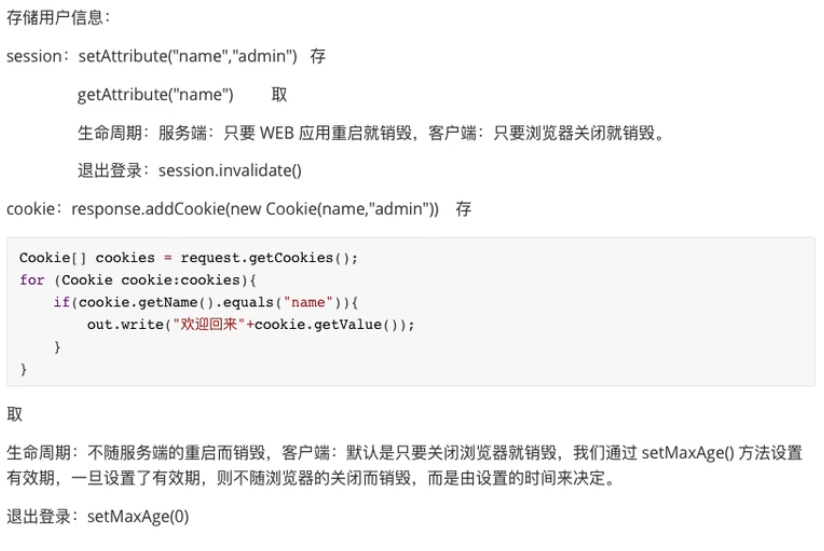 存储用户信息：
session：setAttribute("name","admin") 存
getAttribute("name") 取
生命周期：服务端：只要 WEB 应用重启就销毁，客户端：只要浏览器关闭就销毁。
退出登录：session.invalidate()
cookie：response.addCookie(new Cookie(name,"admin")) 存
Cookie[] cookies = request.getCookies();
for (Cookie cookie:cookies){
    if(cookie.getName().equals("name")){
        out.write("欢迎回来"+cookie.getValue());
    }
}
取
生命周期：不随服务端的重启而销毁，客户端：默认是只要关闭浏览器就销毁，我们通过 setMaxAge() 方法设置
有效期，一旦设置了有效期，则不随浏览器的关闭而销毁，而是由设置的时间来决定。
退出登录：setMaxAge(0)